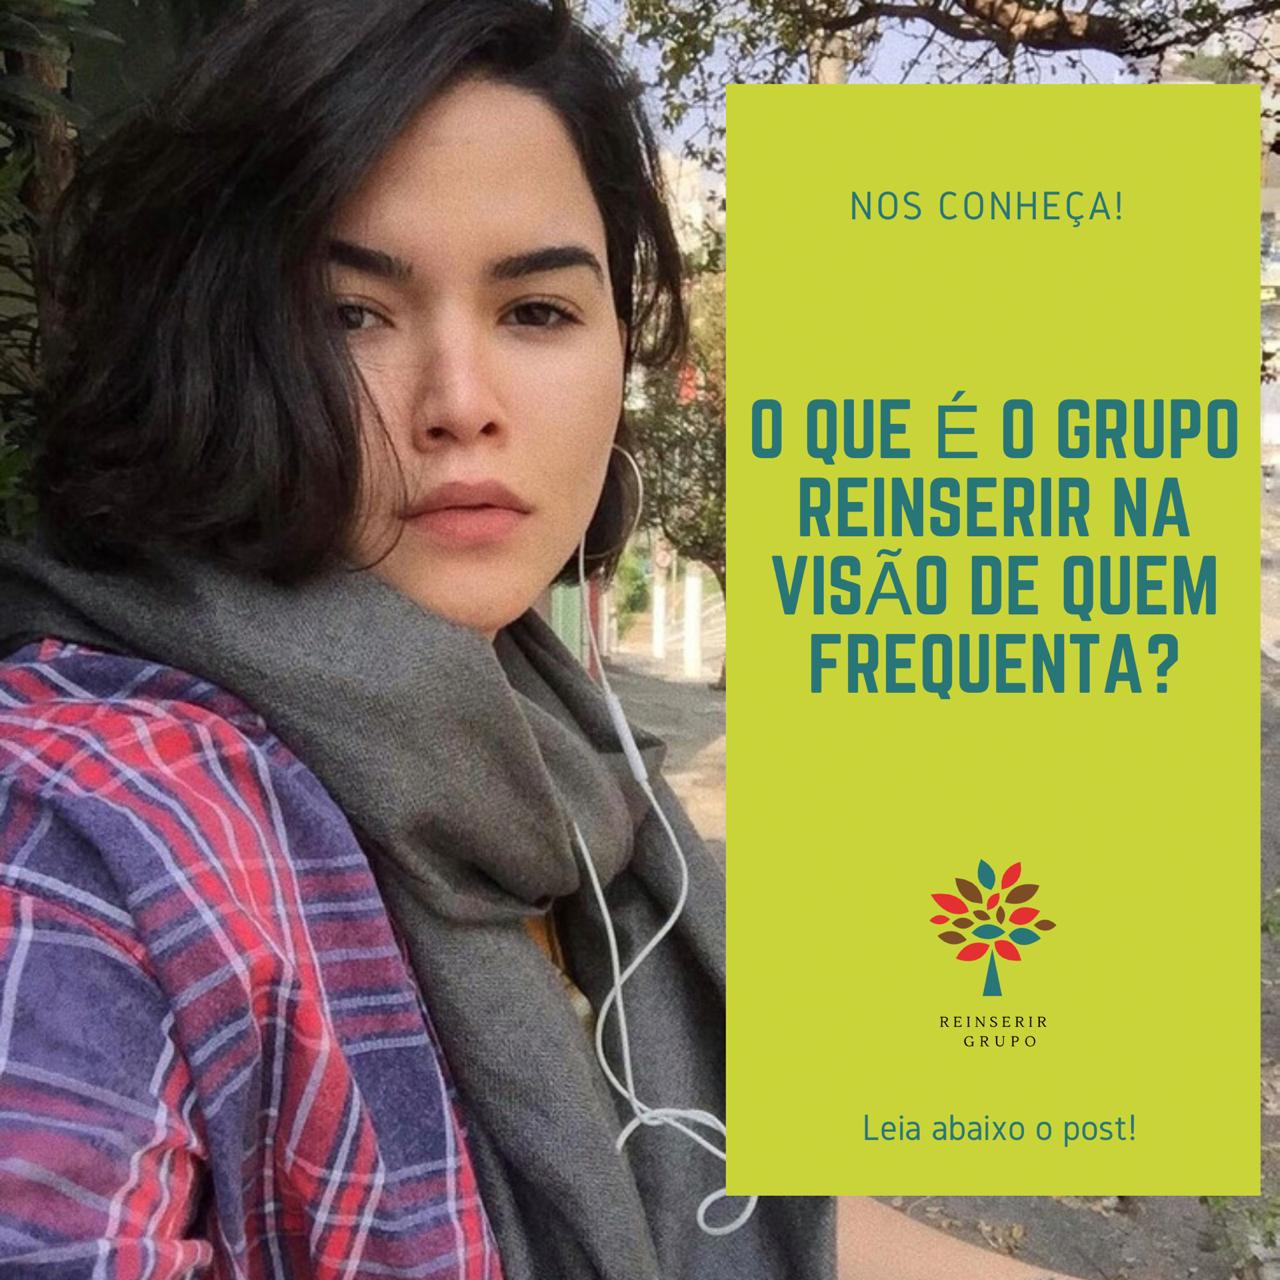 NOS CONHEÇA!
O QUE É O GRUPO
REINSERIR NA
VISÃO DE QUEM
FREQUENTA?
REINSERIR
GRUPO
Leia abaixo o post!